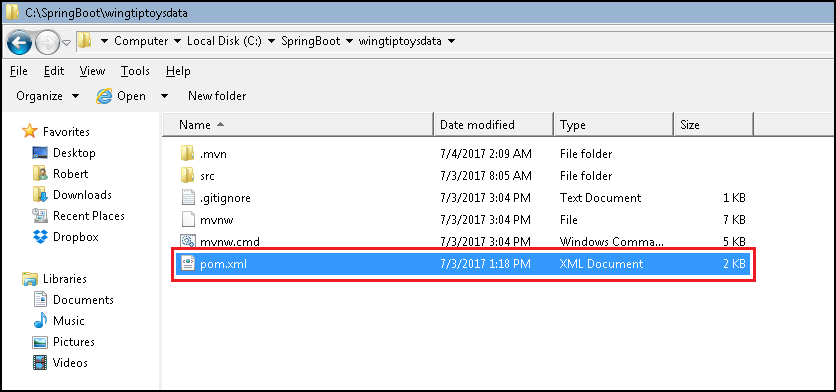 C:\SpringBoot\wingtiptoysdata
Computer Local Disk (C:) SpringBoot wingtiptoysdata
File Edit View Tools Help
Organize Open New folder
Favorites
Desktop
Robert
Downloads
Recent Places
Dropbox
Libraries
Documents
Music
Pictures
Videos
Name Date modified Type Size
.mvn 7/4/2017 2:09 AM File folder
src 7/3/2017 8:05 AM File folder
.gitignore 7/3/2017 3:04 PM Text Document 1 KB
mvnw 7/3/2017 3:04 PM File 7 KB
mvnw.cmd 7/3/2017 3:04 PM Windows Comma... 5 KB
pom.xml 7/3/2017 1:18 PM XML Document 2 KB